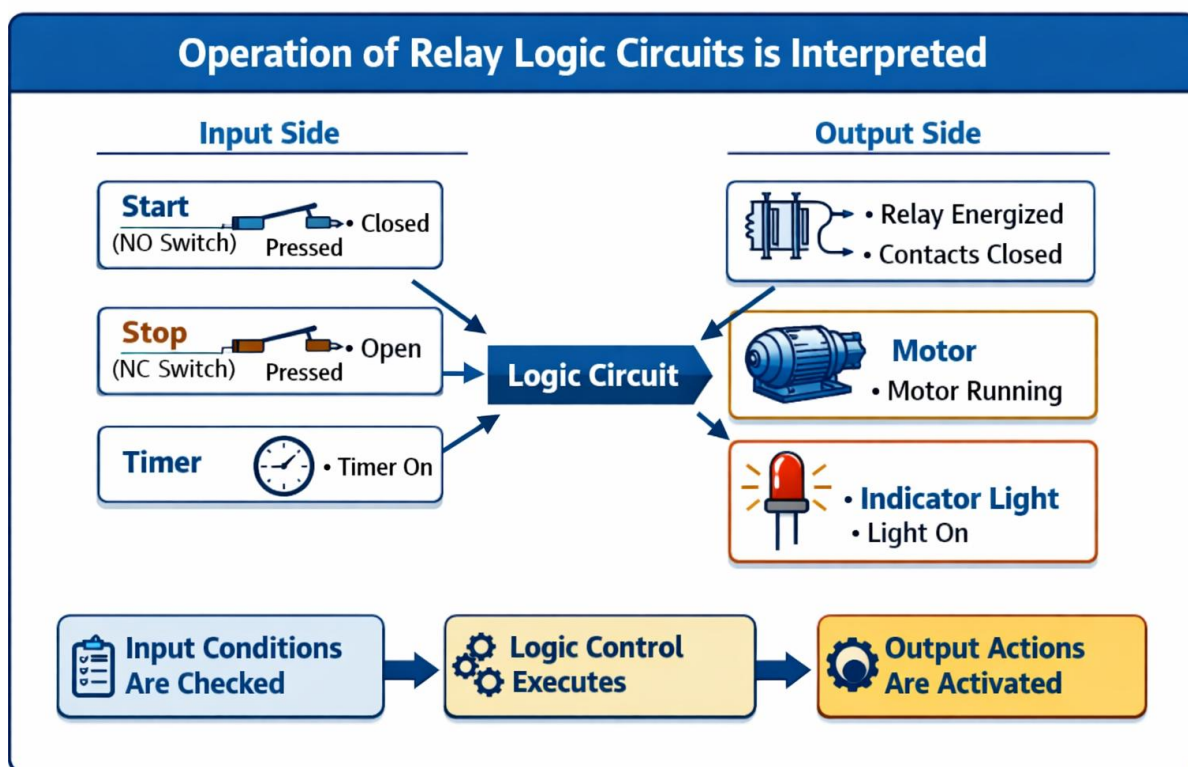 Operation of Relay Logic Circuits is Interpreted
Input Side
Start
(NO Switch)
Pressed
• Closed
Stop
(NC Switch)
Pressed
• Open
Timer
• Timer On
Logic Circuit
Output Side
• Relay Energized
• Contacts Closed
Motor
• Motor Running
• Indicator Light
• Light On
Input Conditions
Are Checked
Logic Control
Executes
Output Actions
Are Activated